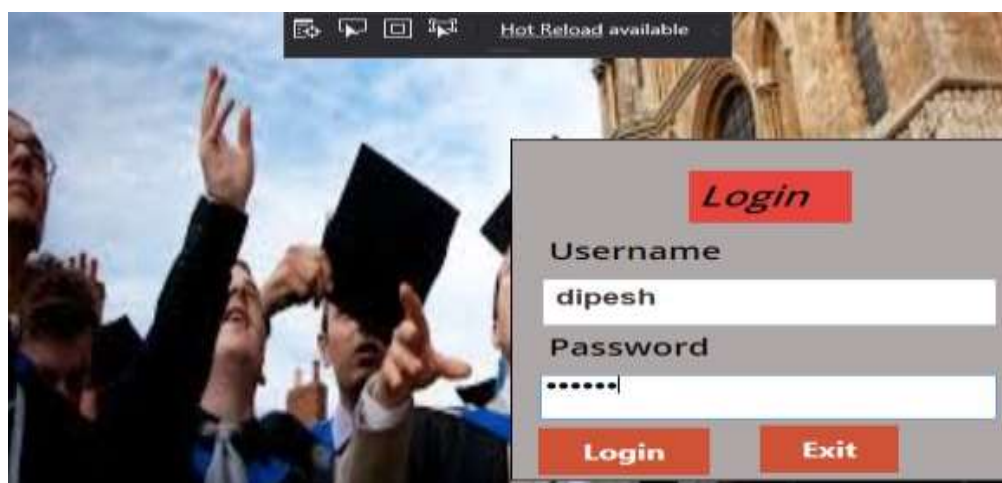 Hot Reload available
Login
Username
dipesh
Password
••••••
Login
Exit